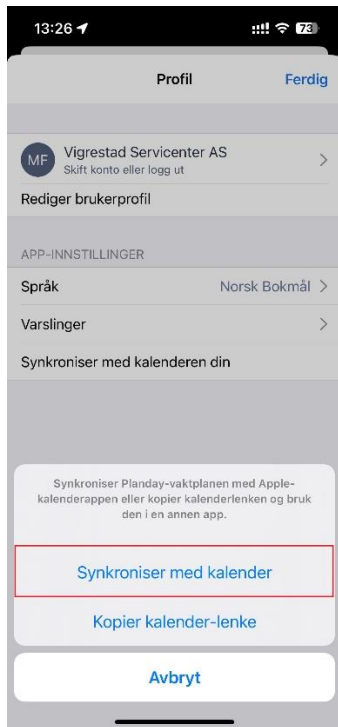 13:26
73
Profil
Ferdig
MF
Vigrestad Servicenter AS
Skift konto eller logg ut
Rediger brukerprofil
APP-INNSTILLINGER
Språk
Norsk Bokmål
Varslinger
Synkroniser med kalenderen din
Synkroniser Planday-vaktplanen med Apple-
kalenderappen eller kopier kalenderlenken og bruk
den i en annen app.
Synkroniser med kalender
Kopier kalender-lenke
Avbryt